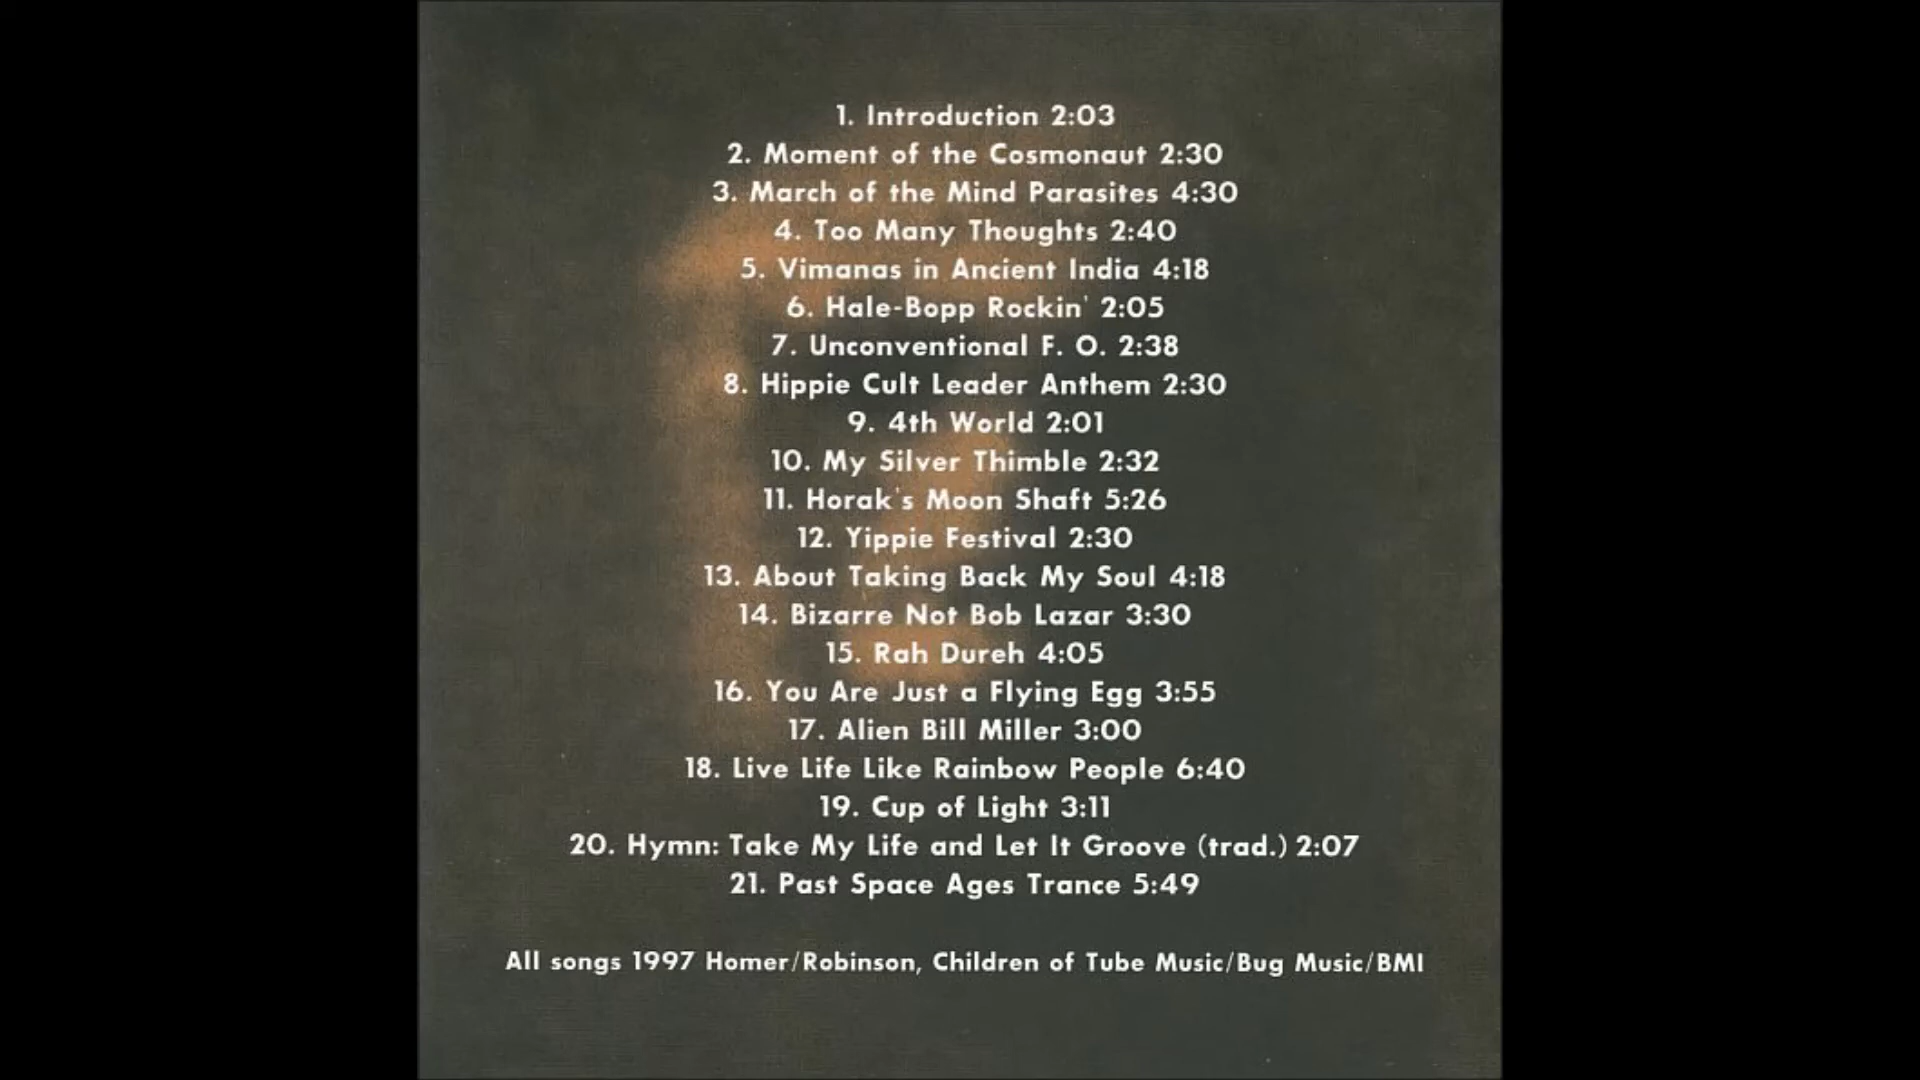 1. Introduction 2:03
2. Moment of the Cosmonaut 2:30
3. March of the Mind Parasites 4:30
4. Too Many Thoughts 2:40
5. Vimanas in Ancient India 4:18
6. Hale-Bopp Rockin' 2:05
7. Unconventional F. O. 2:38
8. Hippie Cult Leader Anthem 2:30
9. 4th World 2:01
10. My Silver Thimble 2:32
11. Horak's Moon Shaft 5:26
12. Yippie Festival 2:30
13. About Taking Back My Soul 4:18
14. Bizarre Not Bob Lazar 3:30
15. Rah Dureh 4:05
16. You Are Just a Flying Egg 3:55
17. Alien Bill Miller 3:00
18. Live Life Like Rainbow People 6:40
19. Cup of Light 3:11
20. Hymn: Take My Life and Let It Groove (trad.) 2:07
21. Past Space Ages Trance 5:49
All songs 1997 Homer/Robinson, Children of Tube Music/Bug Music/BMI